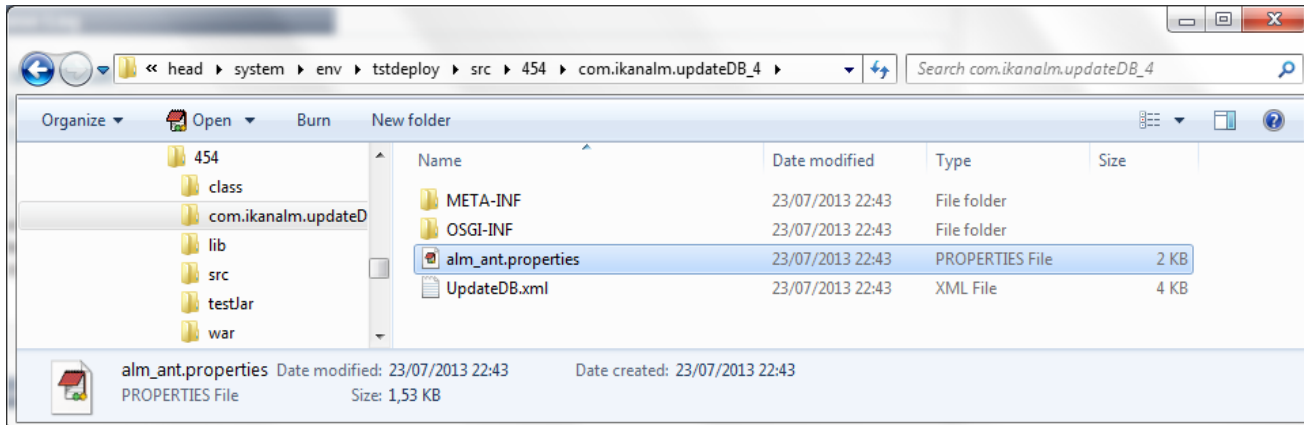 « head ▸ system ▸ env ▸ tstdeploy ▸ src ▸ 454 ▸ com.ikanalm.updateDB_4 ▸ Search com.ikanalm.updateDB_4
Organize Open Burn New folder
454
class
com.ikanalm.updateD
lib
src
testJar
war
Name Date modified Type Size
META-INF 23/07/2013 22:43 File folder
OSGI-INF 23/07/2013 22:43 File folder
alm_ant.properties 23/07/2013 22:43 PROPERTIES File 2 KB
UpdateDB.xml 23/07/2013 22:43 XML File 4 KB
alm_ant.properties Date modified: 23/07/2013 22:43 Date created: 23/07/2013 22:43
PROPERTIES File Size: 1,53 KB